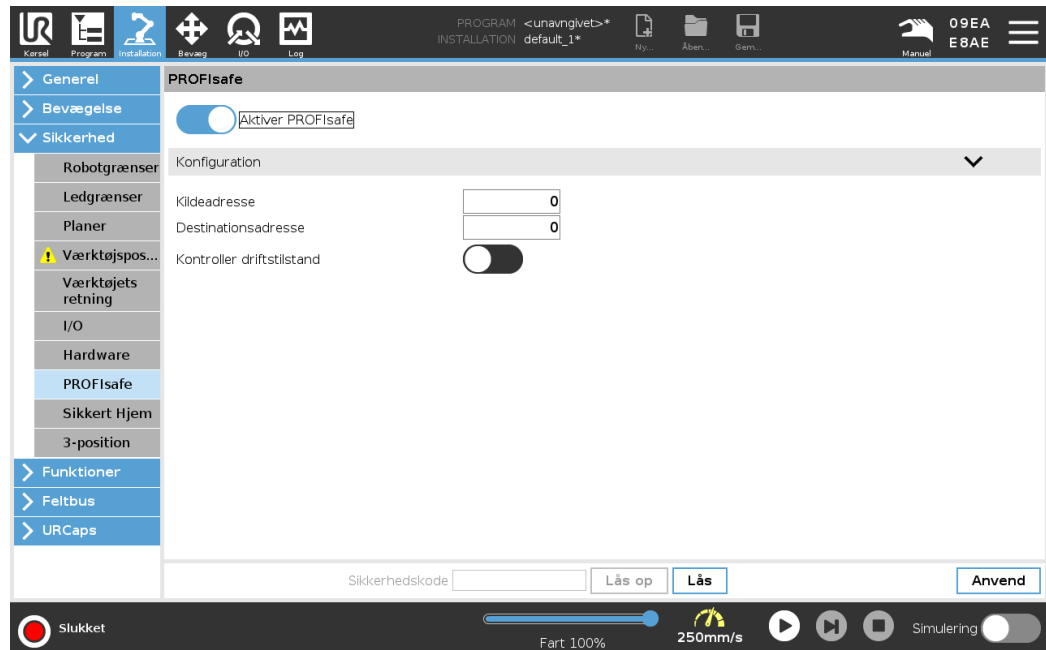 PROGRAM <unavngivet>*
INSTALLATION default_1*
Kørsel
Program
Installation
Bevæg
I/O
Log
Ny...
Åben...
Gem...
Manuel
09EA
E8AE
Generel
Bevægelse
Sikkerhed
Robotgrænser
Ledgrænser
Planer
Værktøjspos...
Værktøjets
retning
I/O
Hardware
PROFIsafe
Sikkert Hjem
3-position
Funktioner
Feltbus
URCaps
PROFIsafe
Aktiver PROFIsafe
Konfiguration
Kildeadresse 0
Destinationsadresse 0
Kontroller driftstilstand
Sikkerhedskode
Lås op
Lås
Anvend
Slukket
Fart 100%
250mm/s
Simulering